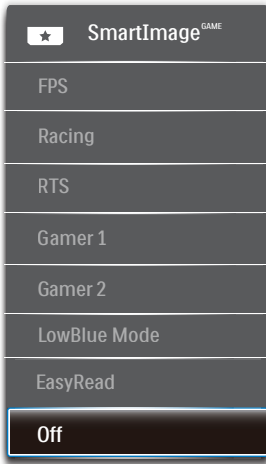 SmartImage GAME
FPS
Racing
RTS
Gamer 1
Gamer 2
LowBlue Mode
EasyRead
Off